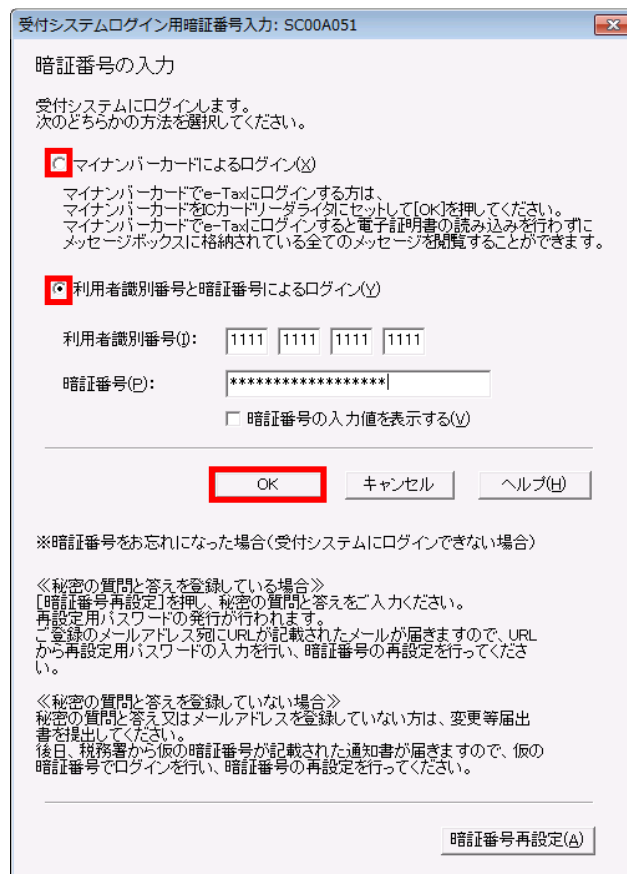 受付システムログイン用暗証番号入力: SC00A051
暗証番号の入力
受付システムにログインします。
次のどちらかの方法を選択してください。
マイナンバーカードによるログイン(X)
マイナンバーカードでe-Taxにログインする方は、
マイナンバーカードをICカードリーダライタにセットして[OK]を押してください。
マイナンバーカードでe-Taxにログインすると電子証明書の読み込みを行わずに
メッセージボックスに格納されている全てのメッセージを閲覧することができます。
利用者識別番号と暗証番号によるログイン(Y)
利用者識別番号(I): 1111 1111 1111 1111
暗証番号(P): ******************
暗証番号の入力値を表示する(V)
OK キャンセル ヘルプ(H)
※暗証番号をお忘れになった場合(受付システムにログインできない場合)
≪秘密の質問と答えを登録している場合≫
[暗証番号再設定]を押し、秘密の質問と答えをご入力ください。
再設定用パスワードの発行が行われます。
ご登録のメールアドレス宛にURLが記載されたメールが届きますので、URL
から再設定用パスワードの入力を行い、暗証番号の再設定を行ってくださ
い。
≪秘密の質問と答えを登録していない場合≫
秘密の質問と答え又はメールアドレスを登録していない方は、変更等届出
書を提出してください。
後日、税務署から仮の暗証番号が記載された通知書が届きますので、仮の
暗証番号でログインを行い、暗証番号の再設定を行ってください。
暗証番号再設定(A)